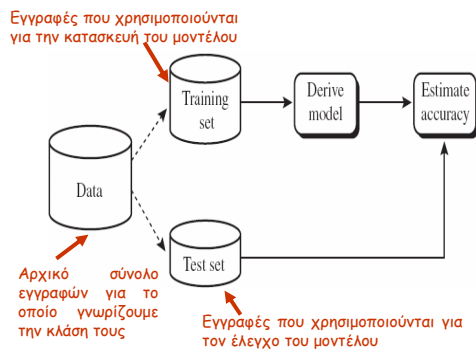 Εγγραφές που χρησιμοποιούνται
για την κατασκευή του μοντέλου
Training
set
Derive
model
Estimate
accuracy
Data
Test set
Αρχικό σύνολο
εγγραφών για το
οποίο γνωρίζουμε
την κλάση τους
Εγγραφές που χρησιμοποιούνται για
τον έλεγχο του μοντέλου